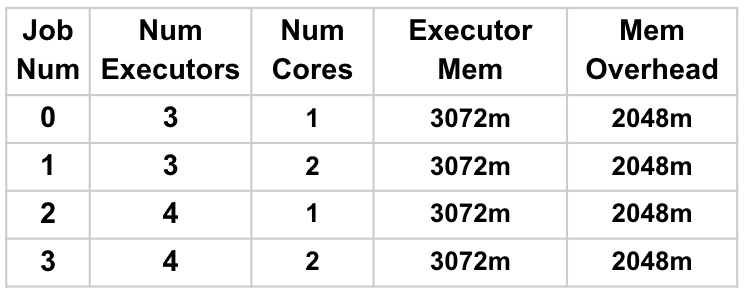 Job Num Num Executors Num Cores Executor Mem Mem Overhead
0 3 1 3072m 2048m
1 3 2 3072m 2048m
2 4 1 3072m 2048m
3 4 2 3072m 2048m